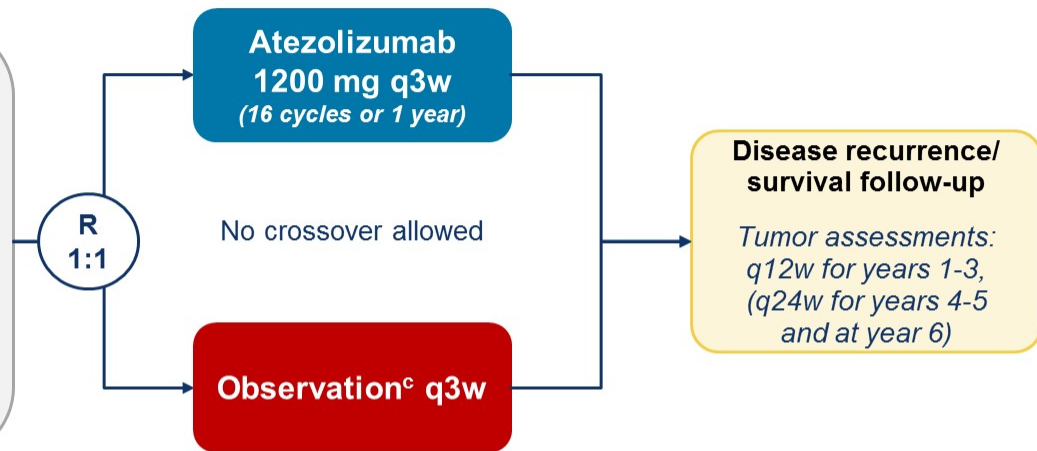 Atezolizumab
1200 mg q3w
(16 cycles or 1 year)
R
1:1
No crossover allowed
Observationᶜ q3w
Disease recurrence/
survival follow-up
Tumor assessments:
q12w for years 1-3,
(q24w for years 4-5
and at year 6)